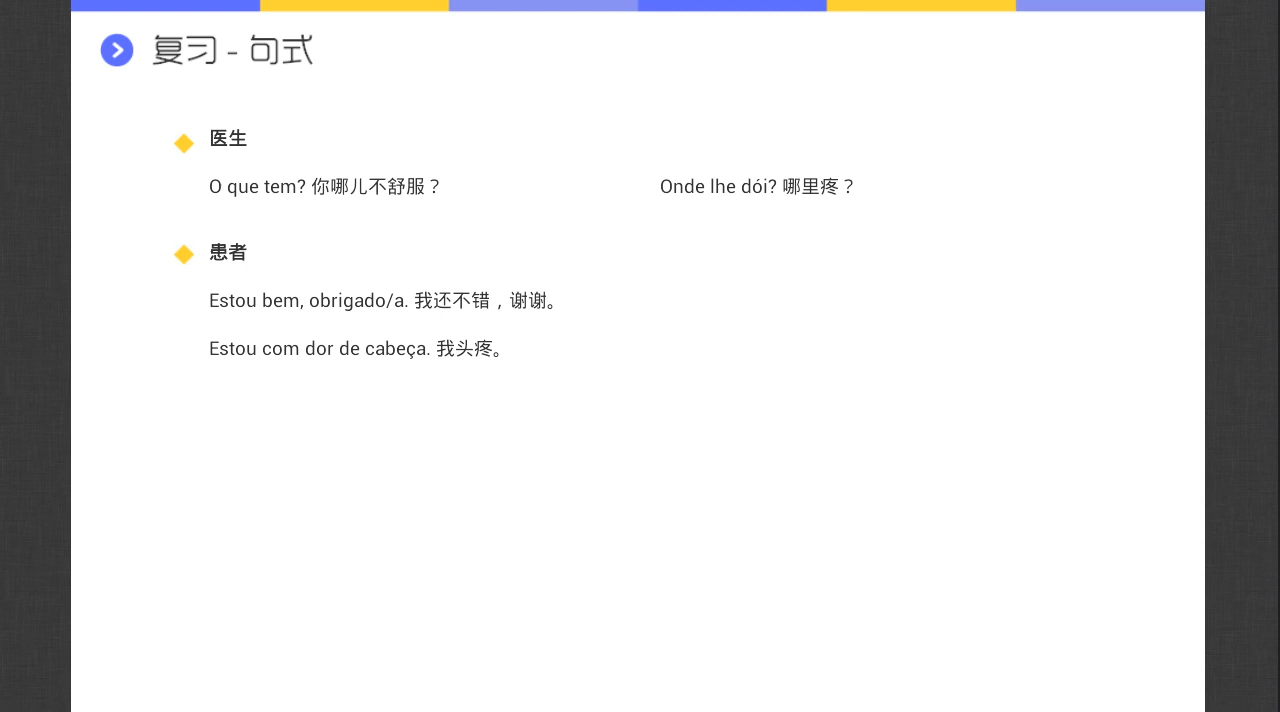 复习 - 句式
医生
O que tem? 你哪儿不舒服？
Onde lhe dói? 哪里疼？
患者
Estou bem, obrigado/a. 我还不错，谢谢。
Estou com dor de cabeça. 我头疼。